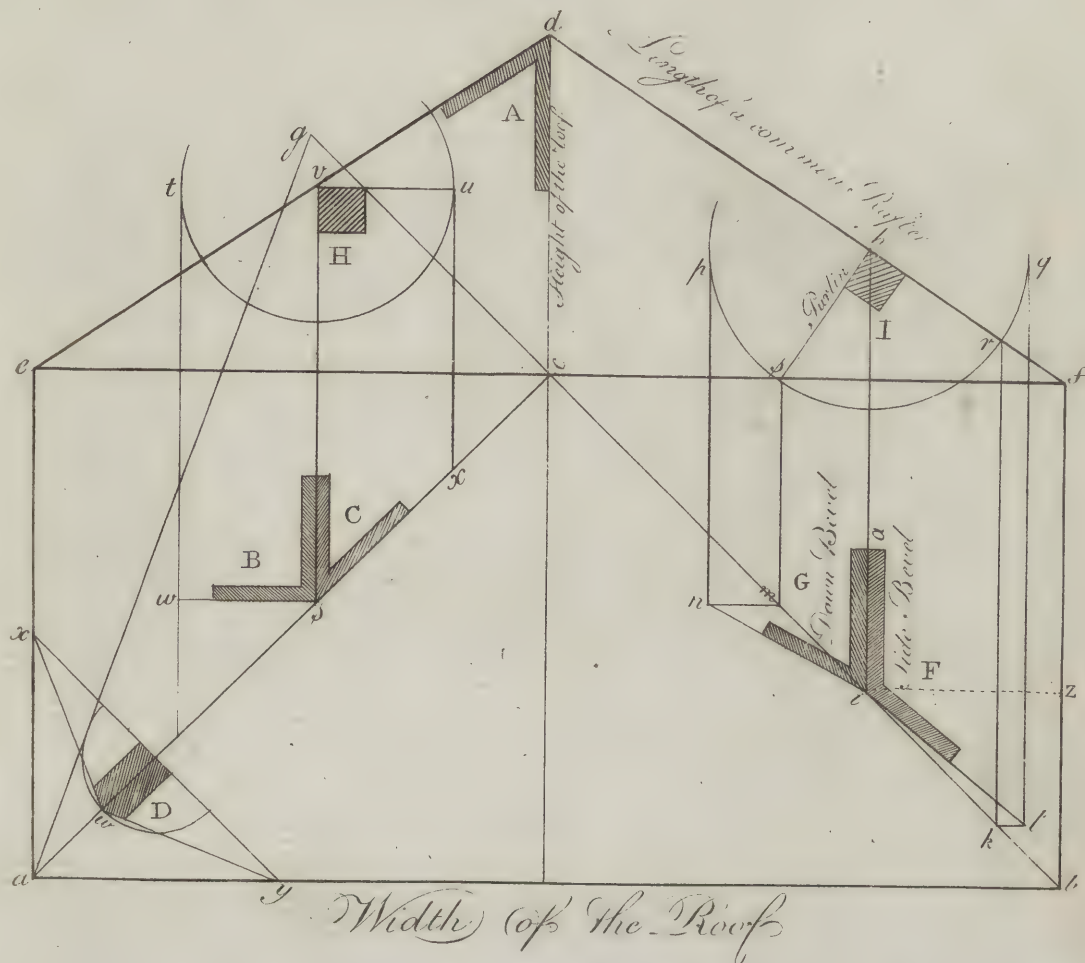 d
Length of a common Rafter
A
g
t
v
u
h
p
q
H
Height of the roof
Purlin
I
r
e
c
s
f
x
C
B
a
G
Down Bevel
Side Bevel
w
s
n
m
F
x
i
z
D
w
k
l
a
y
b
Width of the Roof